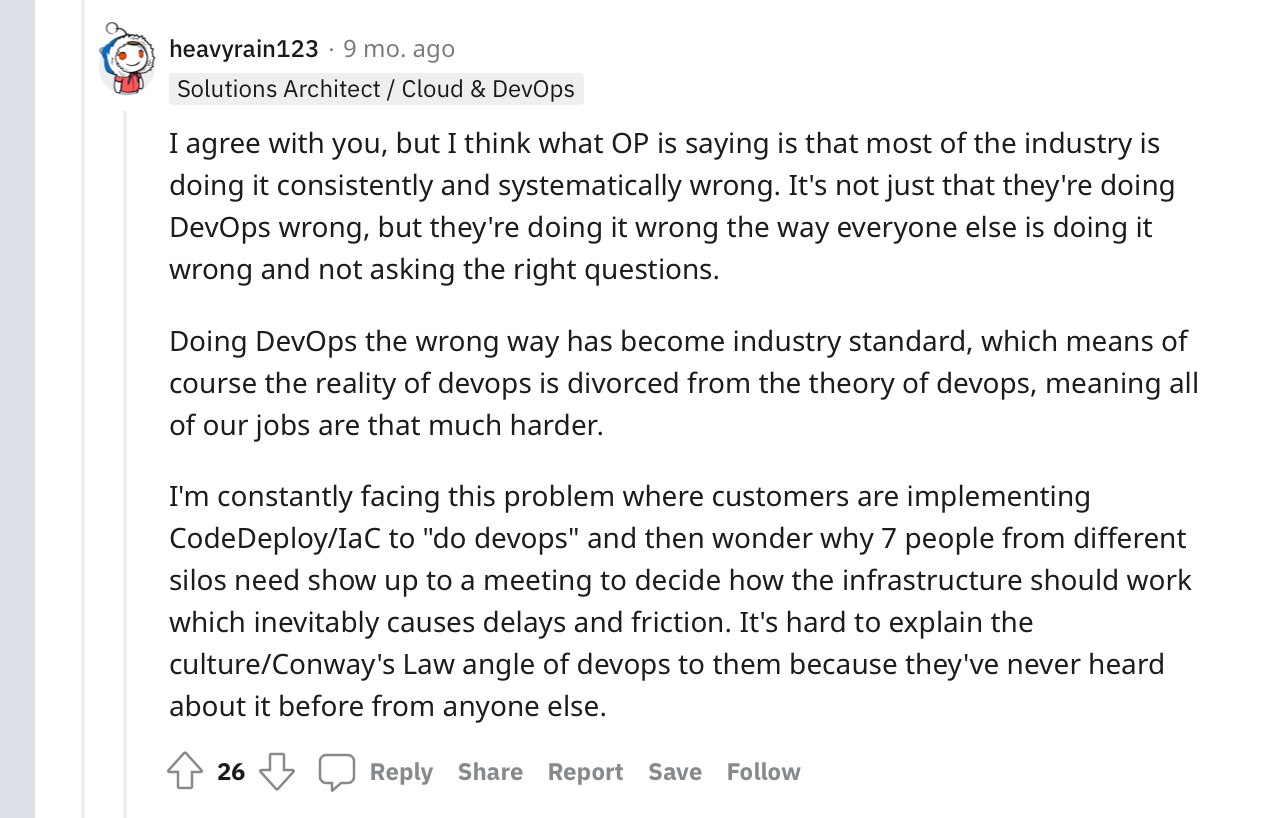 heavyrain123 · 9 mo. ago
Solutions Architect / Cloud & DevOps
I agree with you, but I think what OP is saying is that most of the industry is
doing it consistently and systematically wrong. It's not just that they're doing
DevOps wrong, but they're doing it wrong the way everyone else is doing it
wrong and not asking the right questions.
Doing DevOps the wrong way has become industry standard, which means of
course the reality of devops is divorced from the theory of devops, meaning all
of our jobs are that much harder.
I'm constantly facing this problem where customers are implementing
CodeDeploy/IaC to "do devops" and then wonder why 7 people from different
silos need show up to a meeting to decide how the infrastructure should work
which inevitably causes delays and friction. It's hard to explain the
culture/Conway's Law angle of devops to them because they've never heard
about it before from anyone else.
26 Reply Share Report Save Follow